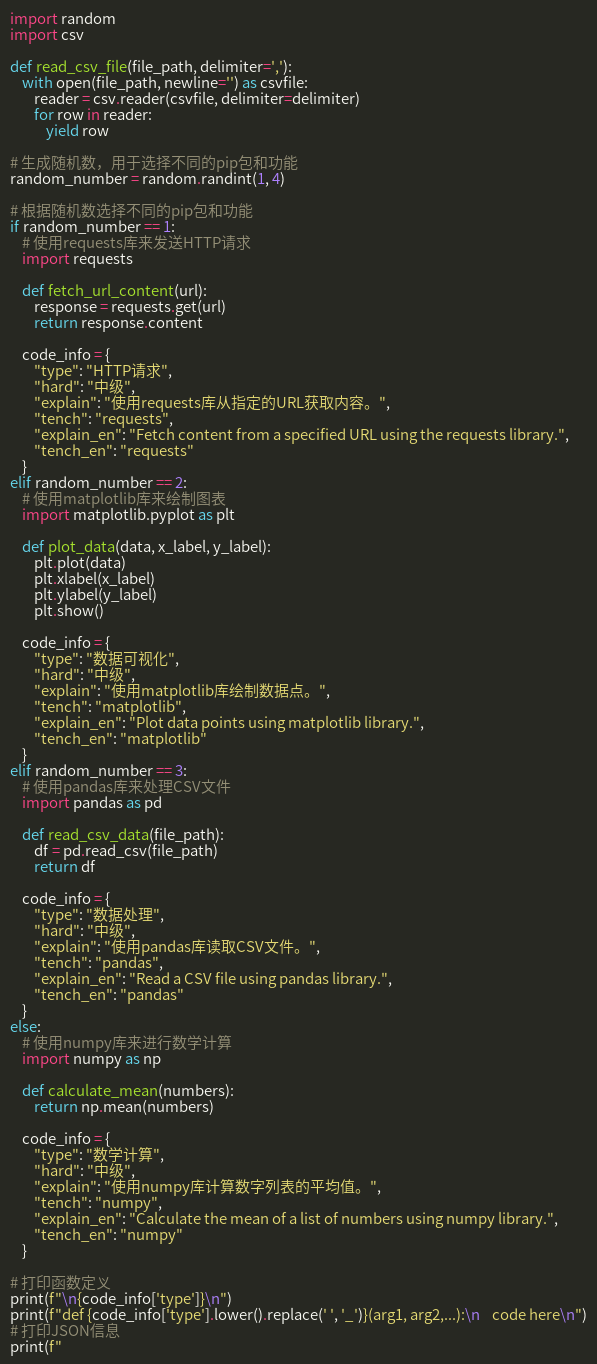 import random
import csv

def read_csv_file(file_path, delimiter=','):
    with open(file_path, newline='') as csvfile:
        reader = csv.reader(csvfile, delimiter=delimiter)
        for row in reader:
            yield row

# 生成随机数，用于选择不同的pip包和功能
random_number = random.randint(1, 4)

# 根据随机数选择不同的pip包和功能
if random_number == 1:
    # 使用requests库来发送HTTP请求
    import requests

    def fetch_url_content(url):
        response = requests.get(url)
        return response.content

    code_info = {
        "type": "HTTP请求",
        "hard": "中级",
        "explain": "使用requests库从指定的URL获取内容。",
        "tench": "requests",
        "explain_en": "Fetch content from a specified URL using the requests library.",
        "tench_en": "requests"
    }
elif random_number == 2:
    # 使用matplotlib库来绘制图表
    import matplotlib.pyplot as plt

    def plot_data(data, x_label, y_label):
        plt.plot(data)
        plt.xlabel(x_label)
        plt.ylabel(y_label)
        plt.show()

    code_info = {
        "type": "数据可视化",
        "hard": "中级",
        "explain": "使用matplotlib库绘制数据点。",
        "tench": "matplotlib",
        "explain_en": "Plot data points using matplotlib library.",
        "tench_en": "matplotlib"
    }
elif random_number == 3:
    # 使用pandas库来处理CSV文件
    import pandas as pd

    def read_csv_data(file_path):
        df = pd.read_csv(file_path)
        return df

    code_info = {
        "type": "数据处理",
        "hard": "中级",
        "explain": "使用pandas库读取CSV文件。",
        "tench": "pandas",
        "explain_en": "Read a CSV file using pandas library.",
        "tench_en": "pandas"
    }
else:
    # 使用numpy库来进行数学计算
    import numpy as np

    def calculate_mean(numbers):
        return np.mean(numbers)

    code_info = {
        "type": "数学计算",
        "hard": "中级",
        "explain": "使用numpy库计算数字列表的平均值。",
        "tench": "numpy",
        "explain_en": "Calculate the mean of a list of numbers using numpy library.",
        "tench_en": "numpy"
    }

# 打印函数定义
print(f"\n{code_info['type']}\n")
print(f"def {code_info['type'].lower().replace(' ', '_')}(arg1, arg2,...):\n    code here\n")
# 打印JSON信息
print(f"